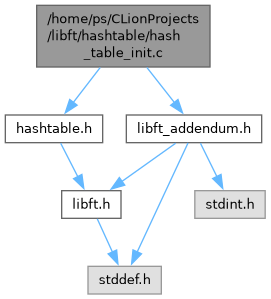 /home/ps/CLionProjects
/libft/hashtable/hash
_table_init.c
hashtable.h
libft_addendum.h
libft.h
stdint.h
stddef.h